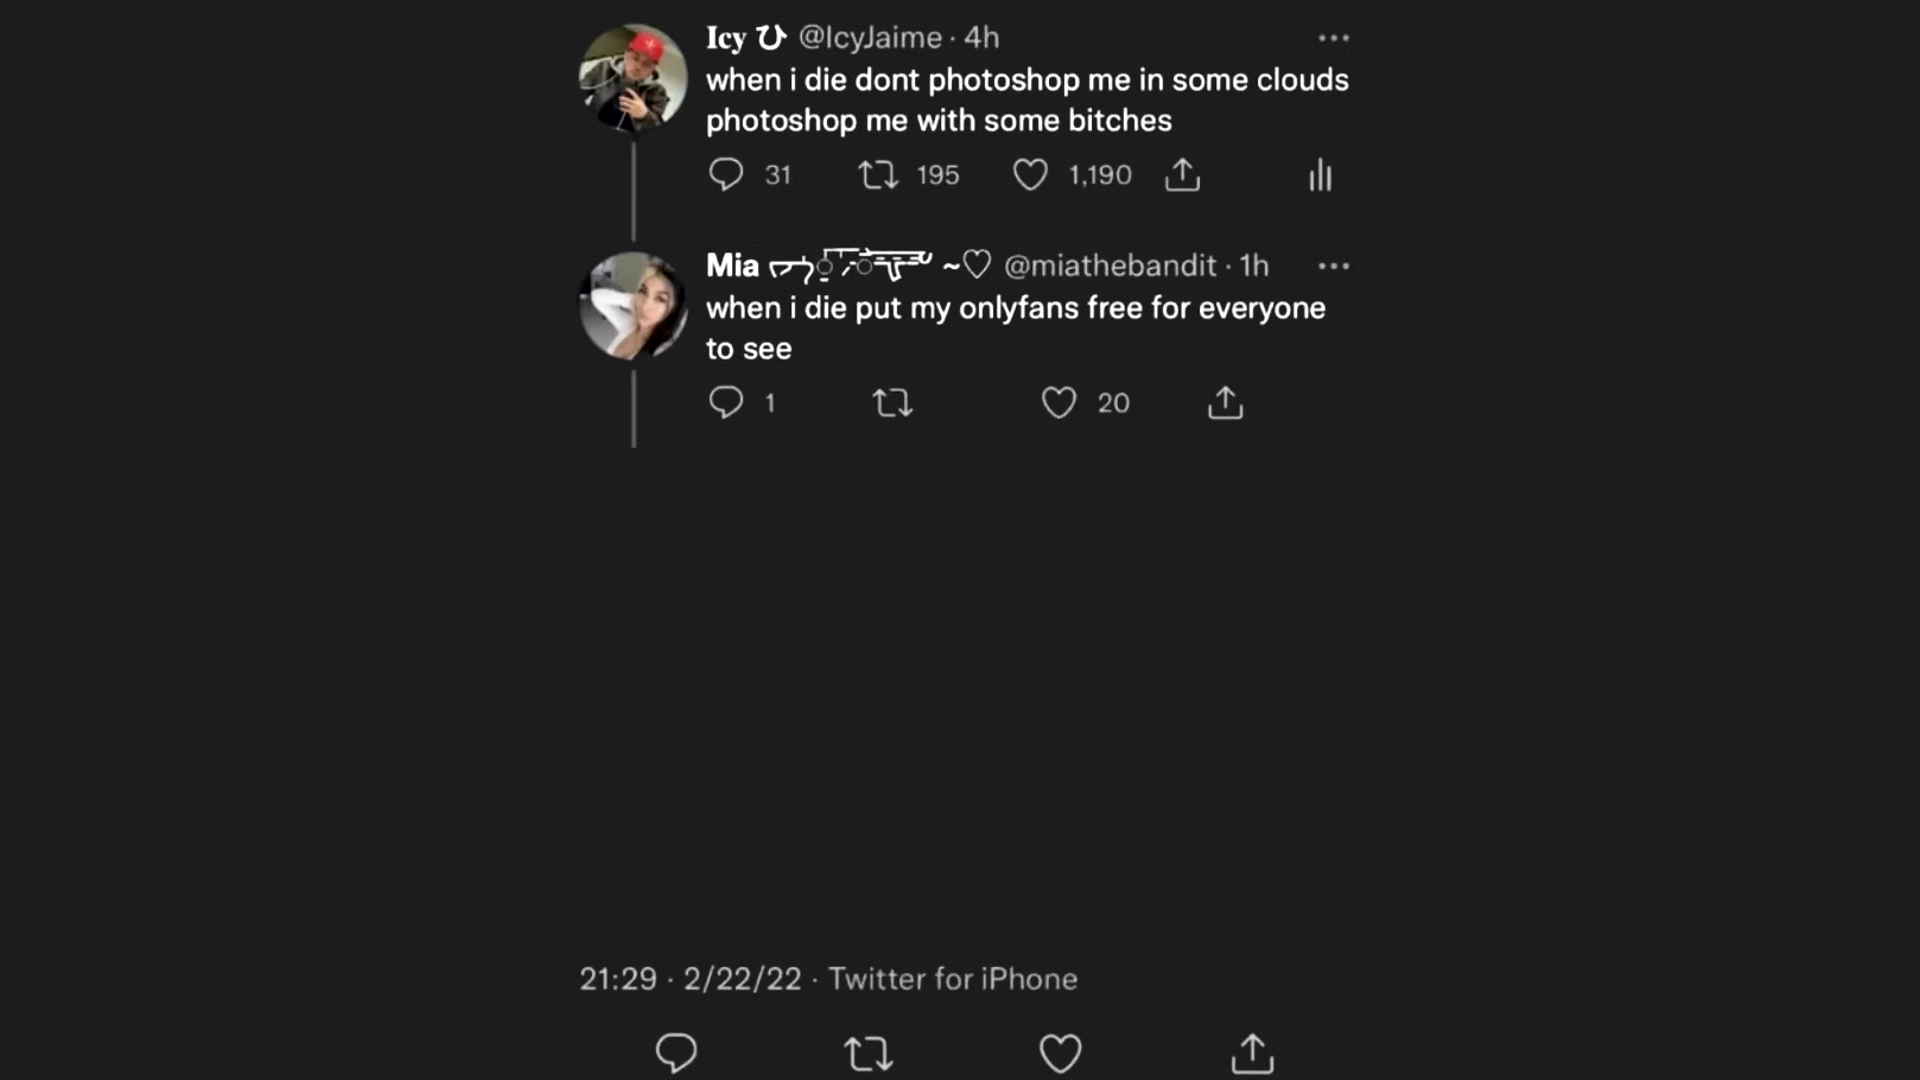 Icy ひ @IcyJaime · 4h
when i die dont photoshop me in some clouds
photoshop me with some bitches
31 195 1,190
Mia ~♡ @miathebandit · 1h
when i die put my onlyfans free for everyone
to see
1 20
21:29 · 2/22/22 · Twitter for iPhone